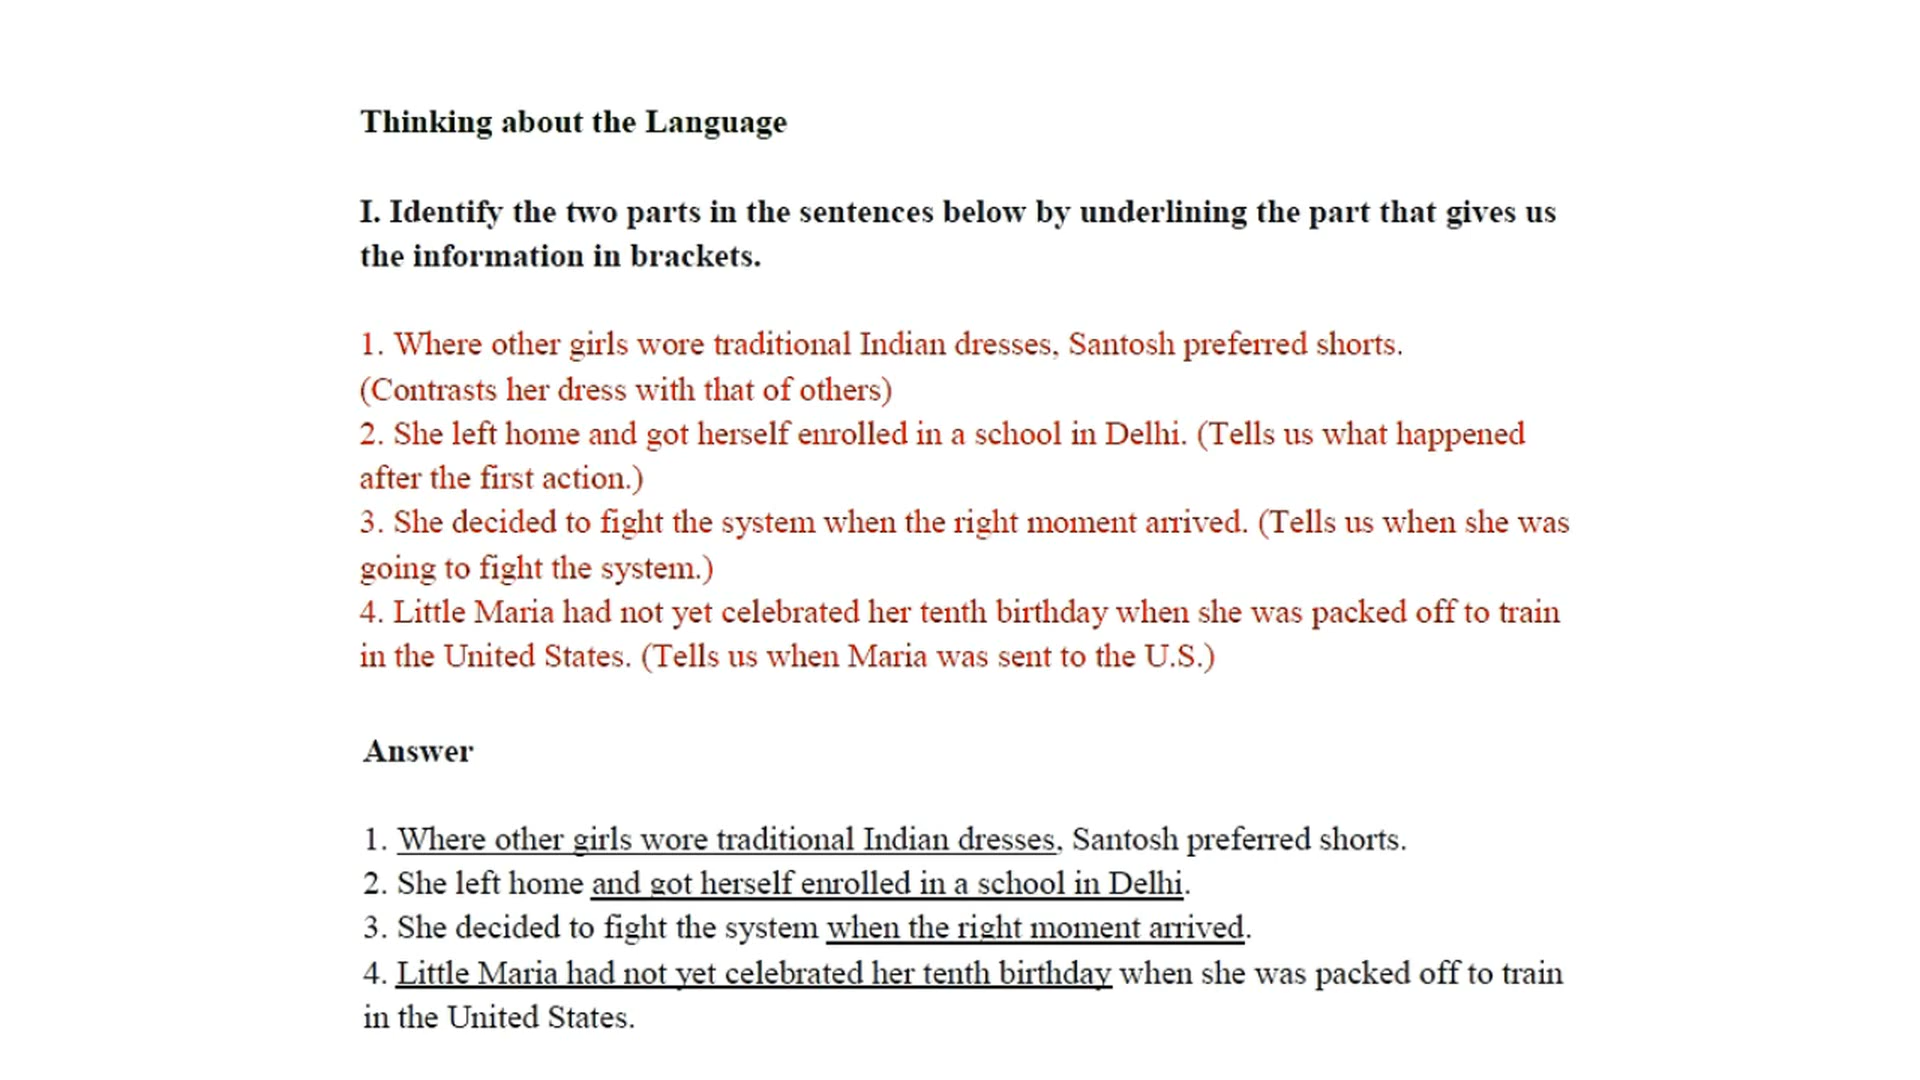 Thinking about the Language
I. Identify the two parts in the sentences below by underlining the part that gives us
the information in brackets.
1. Where other girls wore traditional Indian dresses, Santosh preferred shorts.
(Contrasts her dress with that of others)
2. She left home and got herself enrolled in a school in Delhi. (Tells us what happened
after the first action.)
3. She decided to fight the system when the right moment arrived. (Tells us when she was
going to fight the system.)
4. Little Maria had not yet celebrated her tenth birthday when she was packed off to train
in the United States. (Tells us when Maria was sent to the U.S.)
Answer
1. Where other girls wore traditional Indian dresses, Santosh preferred shorts.
2. She left home and got herself enrolled in a school in Delhi.
3. She decided to fight the system when the right moment arrived.
4. Little Maria had not yet celebrated her tenth birthday when she was packed off to train
in the United States.